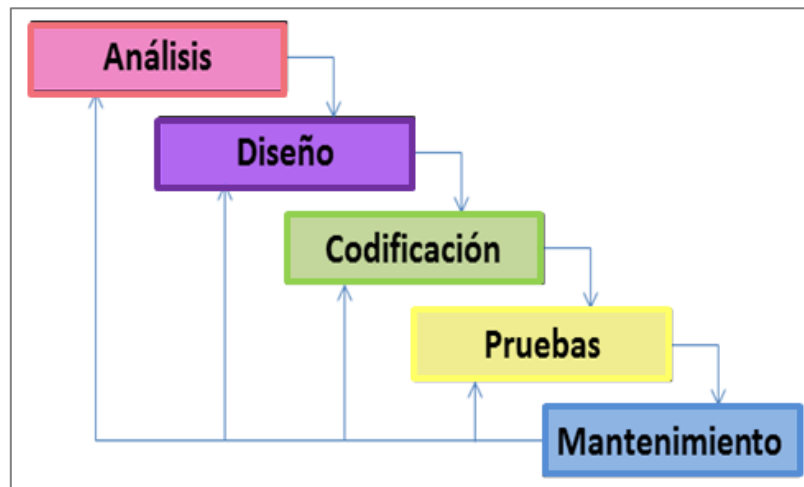 Análisis
Diseño
Codificación
Pruebas
Mantenimiento